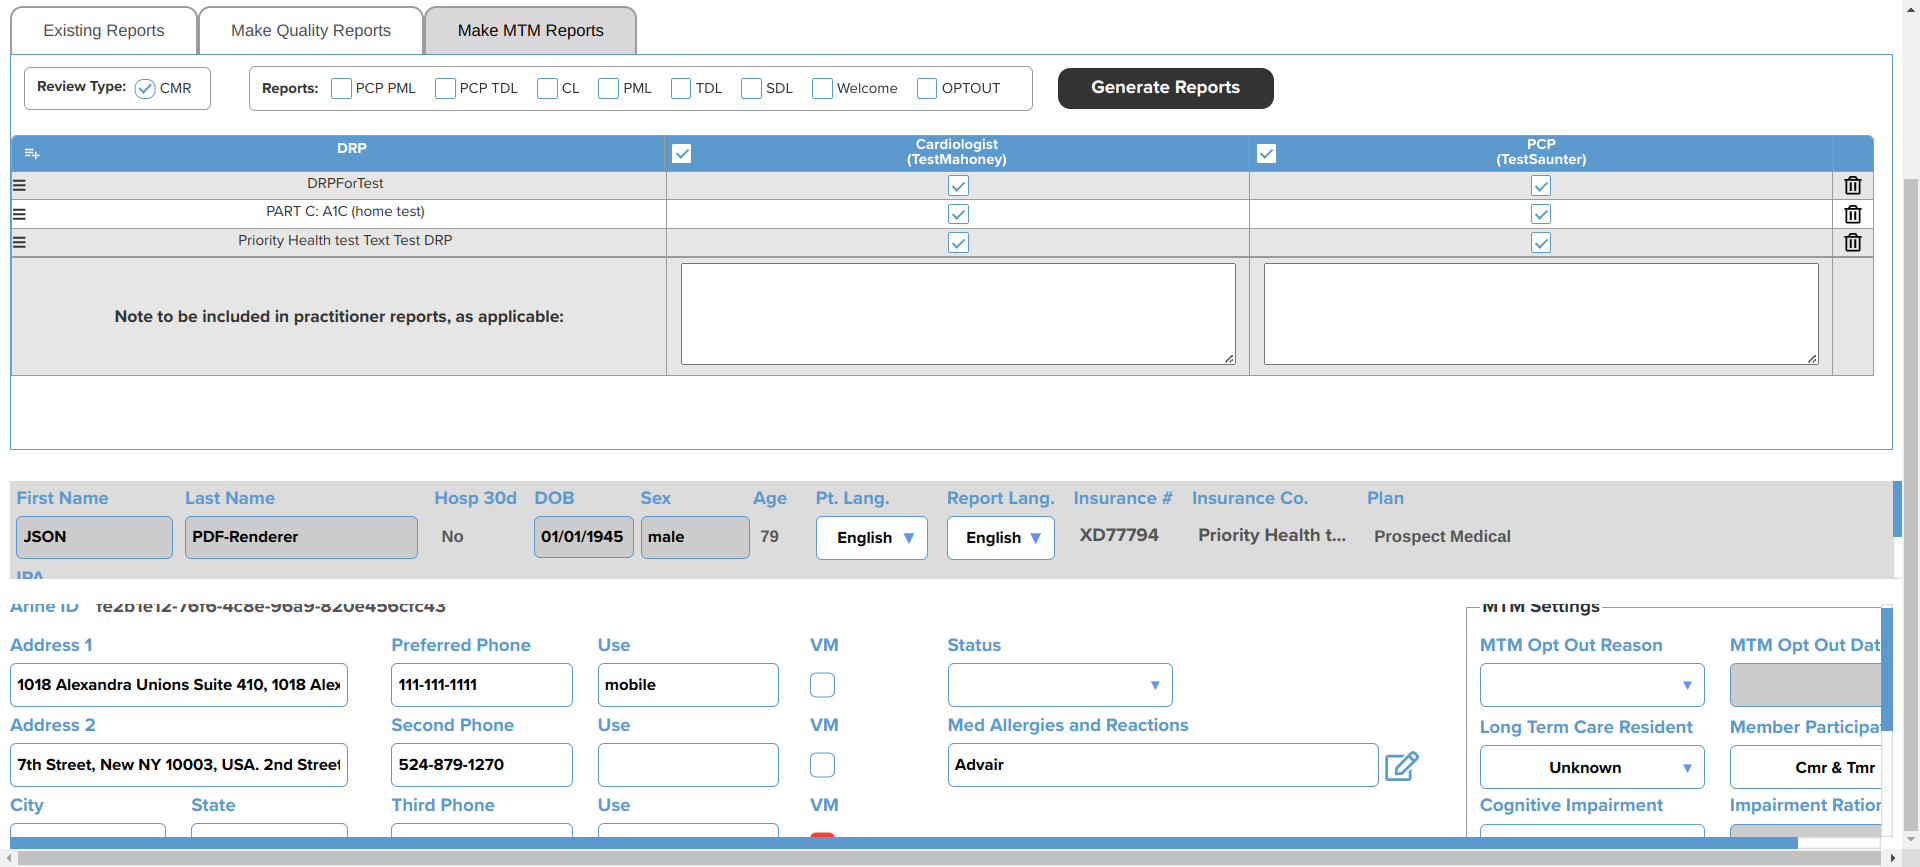 Existing Reports
Make Quality Reports
Make MTM Reports
Review Type: CMR
Reports: PCP PML PCP TDL CL PML TDL SDL Welcome OPTOUT
Generate Reports
DRP
Cardiologist
(TestMahoney)
PCP
(TestSaunter)
DRPForTest
PART C: A1C (home test)
Priority Health test Text Test DRP
Note to be included in practitioner reports, as applicable:
First Name Last Name Hosp 30d DOB Sex Age Pt. Lang. Report Lang. Insurance # Insurance Co. Plan
JSON PDF-Renderer No 01/01/1945 male 79 English English XD77794 Priority Health t... Prospect Medical
IPA
Arine ID fe2b1e12-76f6-4c8e-96a9-820e456cfc43
MTM Settings
Address 1 Preferred Phone Use VM Status MTM Opt Out Reason MTM Opt Out Dat
1018 Alexandra Unions Suite 410, 1018 Alex 111-111-1111 mobile
Address 2 Second Phone Use VM Med Allergies and Reactions Long Term Care Resident Member Participa
7th Street, New NY 10003, USA. 2nd Street 524-879-1270 Advair Unknown Cmr & Tmr
City State Third Phone Use VM Cognitive Impairment Impairment Ration